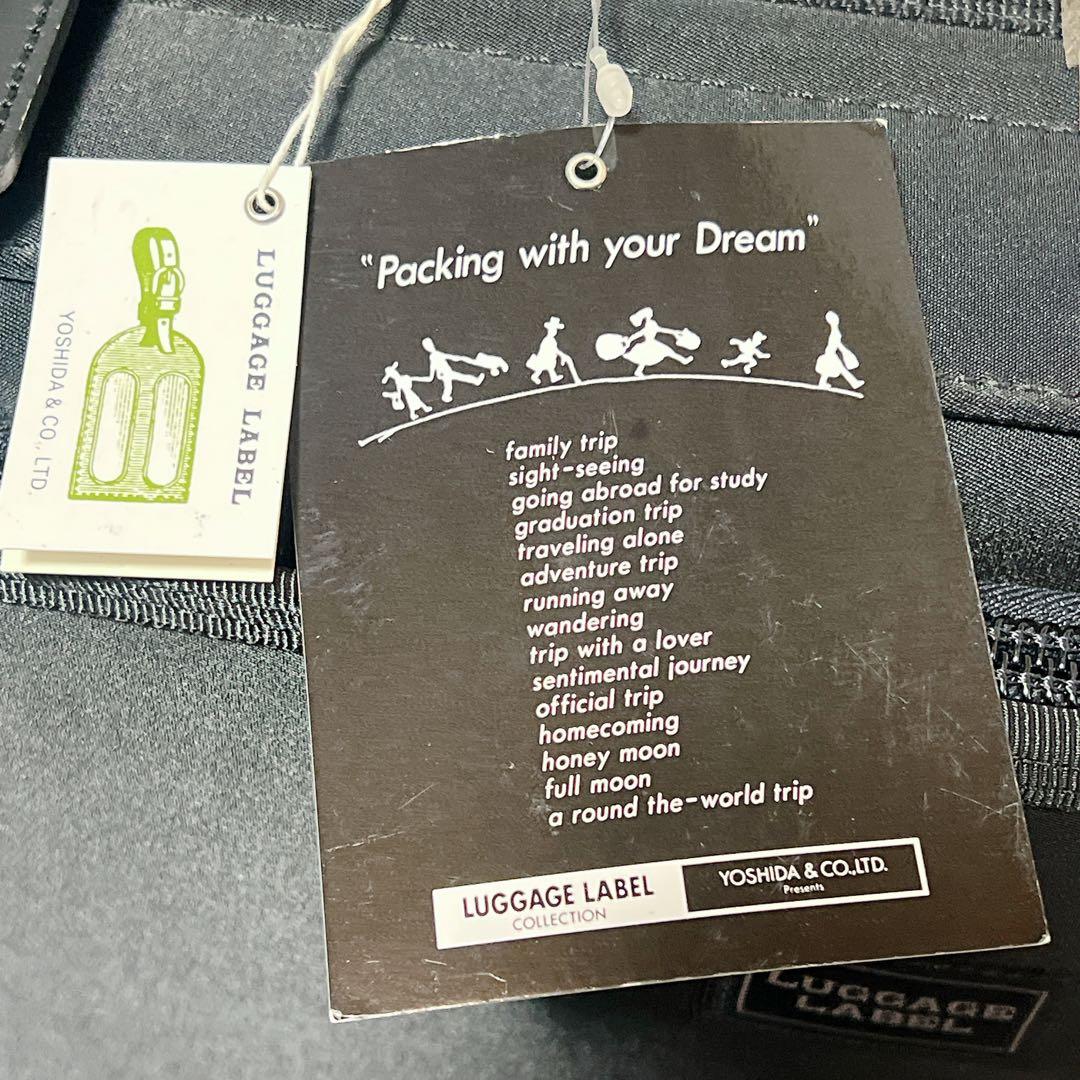 LUGGAGE LABEL
YOSHIDA & CO., LTD.
"Packing with your Dream"
family trip
sight-seeing
going abroad for study
graduation trip
traveling alone
adventure trip
running away
wandering
trip with a lover
sentimental journey
official trip
homecoming
honey moon
full moon
a round the-world trip
LUGGAGE LABEL
COLLECTION
YOSHIDA & CO.,LTD.
Presents
LUGGAGE
LABEL